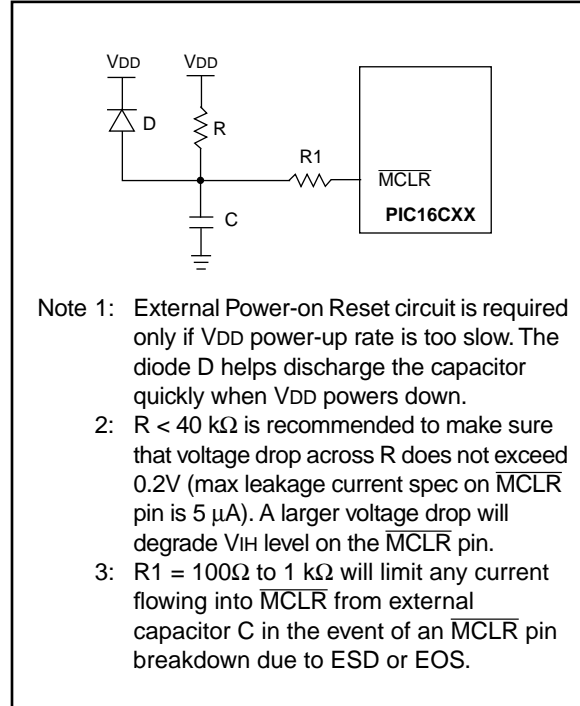 VDD VDD
D
R
R1
MCLR
PIC16CXX
C
Note 1: External Power-on Reset circuit is required
only if VDD power-up rate is too slow. The
diode D helps discharge the capacitor
quickly when VDD powers down.
2: R < 40 kΩ is recommended to make sure
that voltage drop across R does not exceed
0.2V (max leakage current spec on MCLR
pin is 5 μA). A larger voltage drop will
degrade VIH level on the MCLR pin.
3: R1 = 100Ω to 1 kΩ will limit any current
flowing into MCLR from external
capacitor C in the event of an MCLR pin
breakdown due to ESD or EOS.